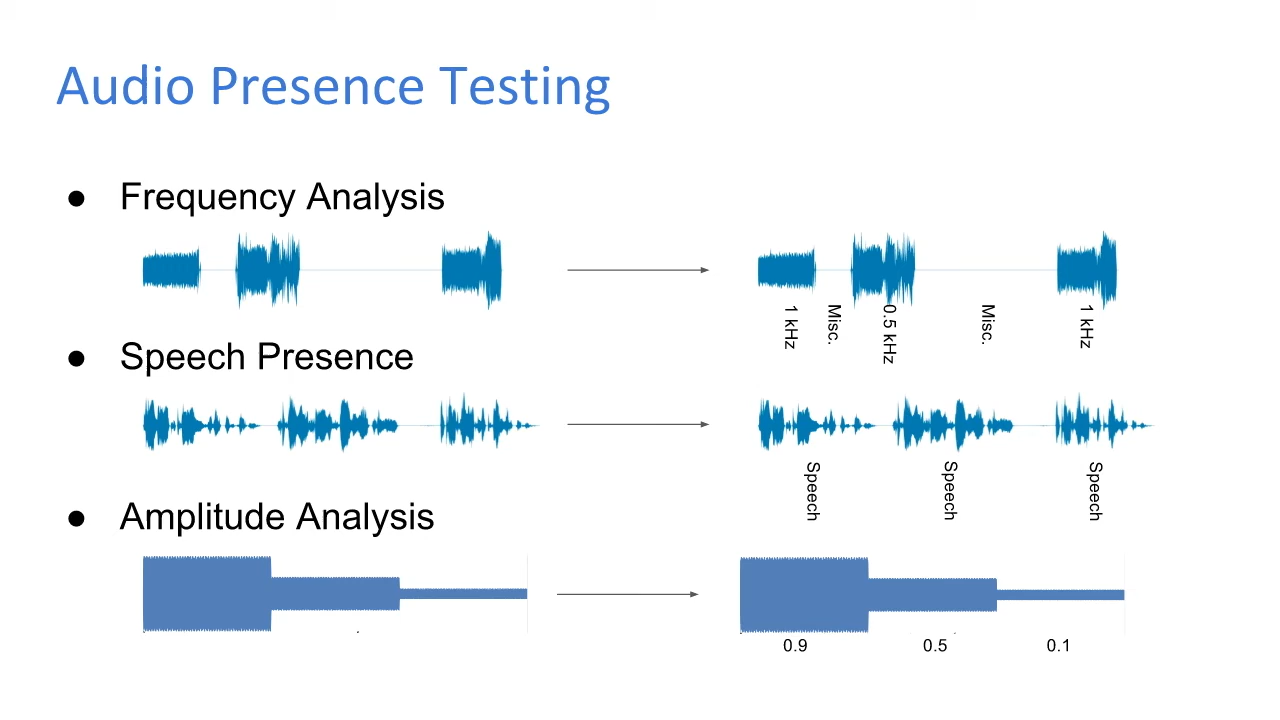 Audio Presence Testing
● Frequency Analysis
1 kHz
Misc.
0.5 kHz
Misc.
1 kHz
● Speech Presence
Speech
Speech
Speech
● Amplitude Analysis
0.9
0.5
0.1